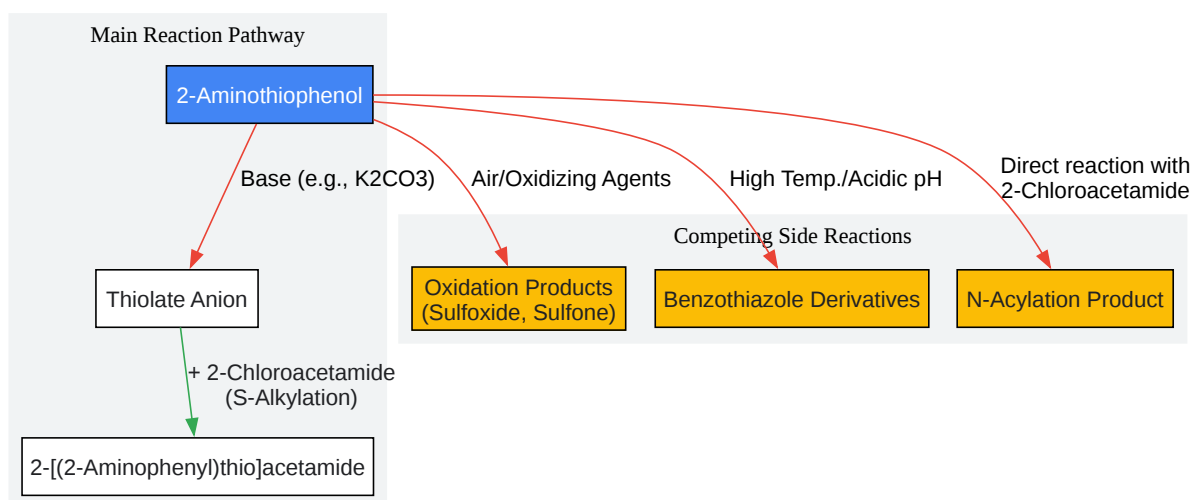 Main Reaction Pathway
2-Aminothiophenol
Base (e.g., K2CO3)
Air/Oxidizing Agents
High Temp./Acidic pH
Direct reaction with
2-Chloroacetamide
Competing Side Reactions
Thiolate Anion
Oxidation Products
(Sulfoxide, Sulfone)
Benzothiazole Derivatives
N-Acylation Product
+ 2-Chloroacetamide
(S-Alkylation)
2-[(2-Aminophenyl)thio]acetamide